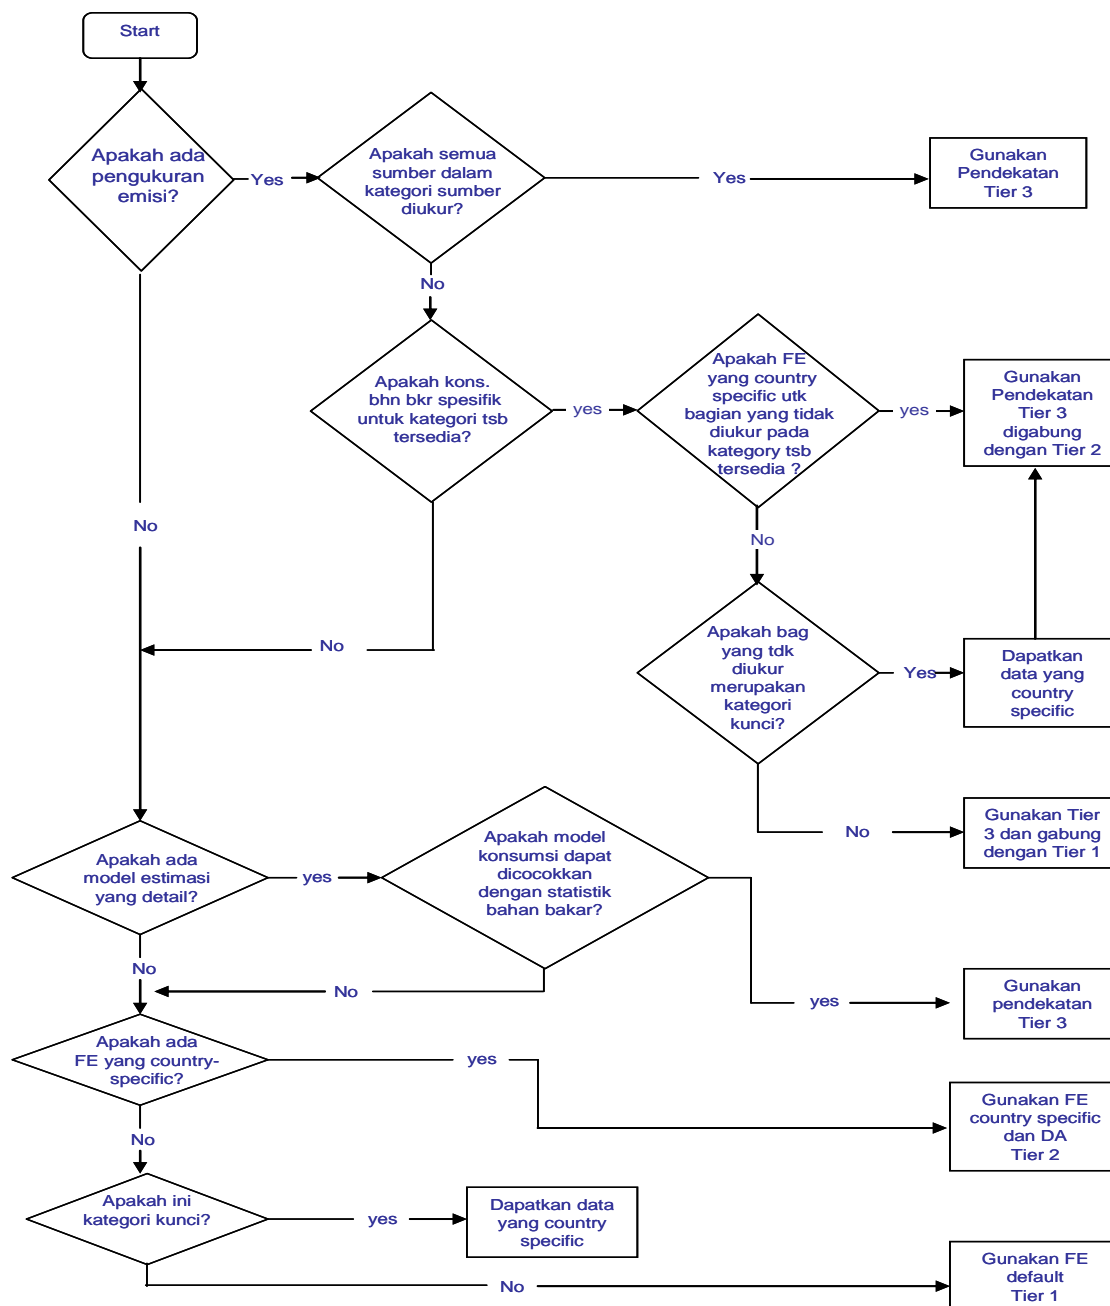 Start
Apakah ada
pengukuran
emisi?
Yes
Apakah semua
sumber dalam
kategori sumber
diukur?
Yes
Gunakan
Pendekatan
Tier 3
No
Apakah kons.
bhn bkr spesifik
untuk kategori tsb
tersedia?
yes
Apakah FE
yang country
specific utk
bagian yang tidak
diukur pada
kategory tsb
tersedia ?
yes
Gunakan
Pendekatan
Tier 3
digabung
dengan Tier 2
No
No
No
Apakah bag
yang tdk
diukur
merupakan
kategori
kunci?
Yes
Dapatkan
data yang
country
specific
No
Gunakan Tier
3 dan gabung
dengan Tier 1
Apakah ada
model estimasi
yang detail?
yes
Apakah model
konsumsi dapat
dicocokkan
dengan statistik
bahan bakar?
No
No
yes
Gunakan
pendekatan
Tier 3
Apakah ada
FE yang country-
specific?
yes
Gunakan FE
country specific
dan DA
Tier 2
No
Apakah ini
kategori kunci?
yes
Dapatkan data
yang country
specific
No
Gunakan FE
default
Tier 1